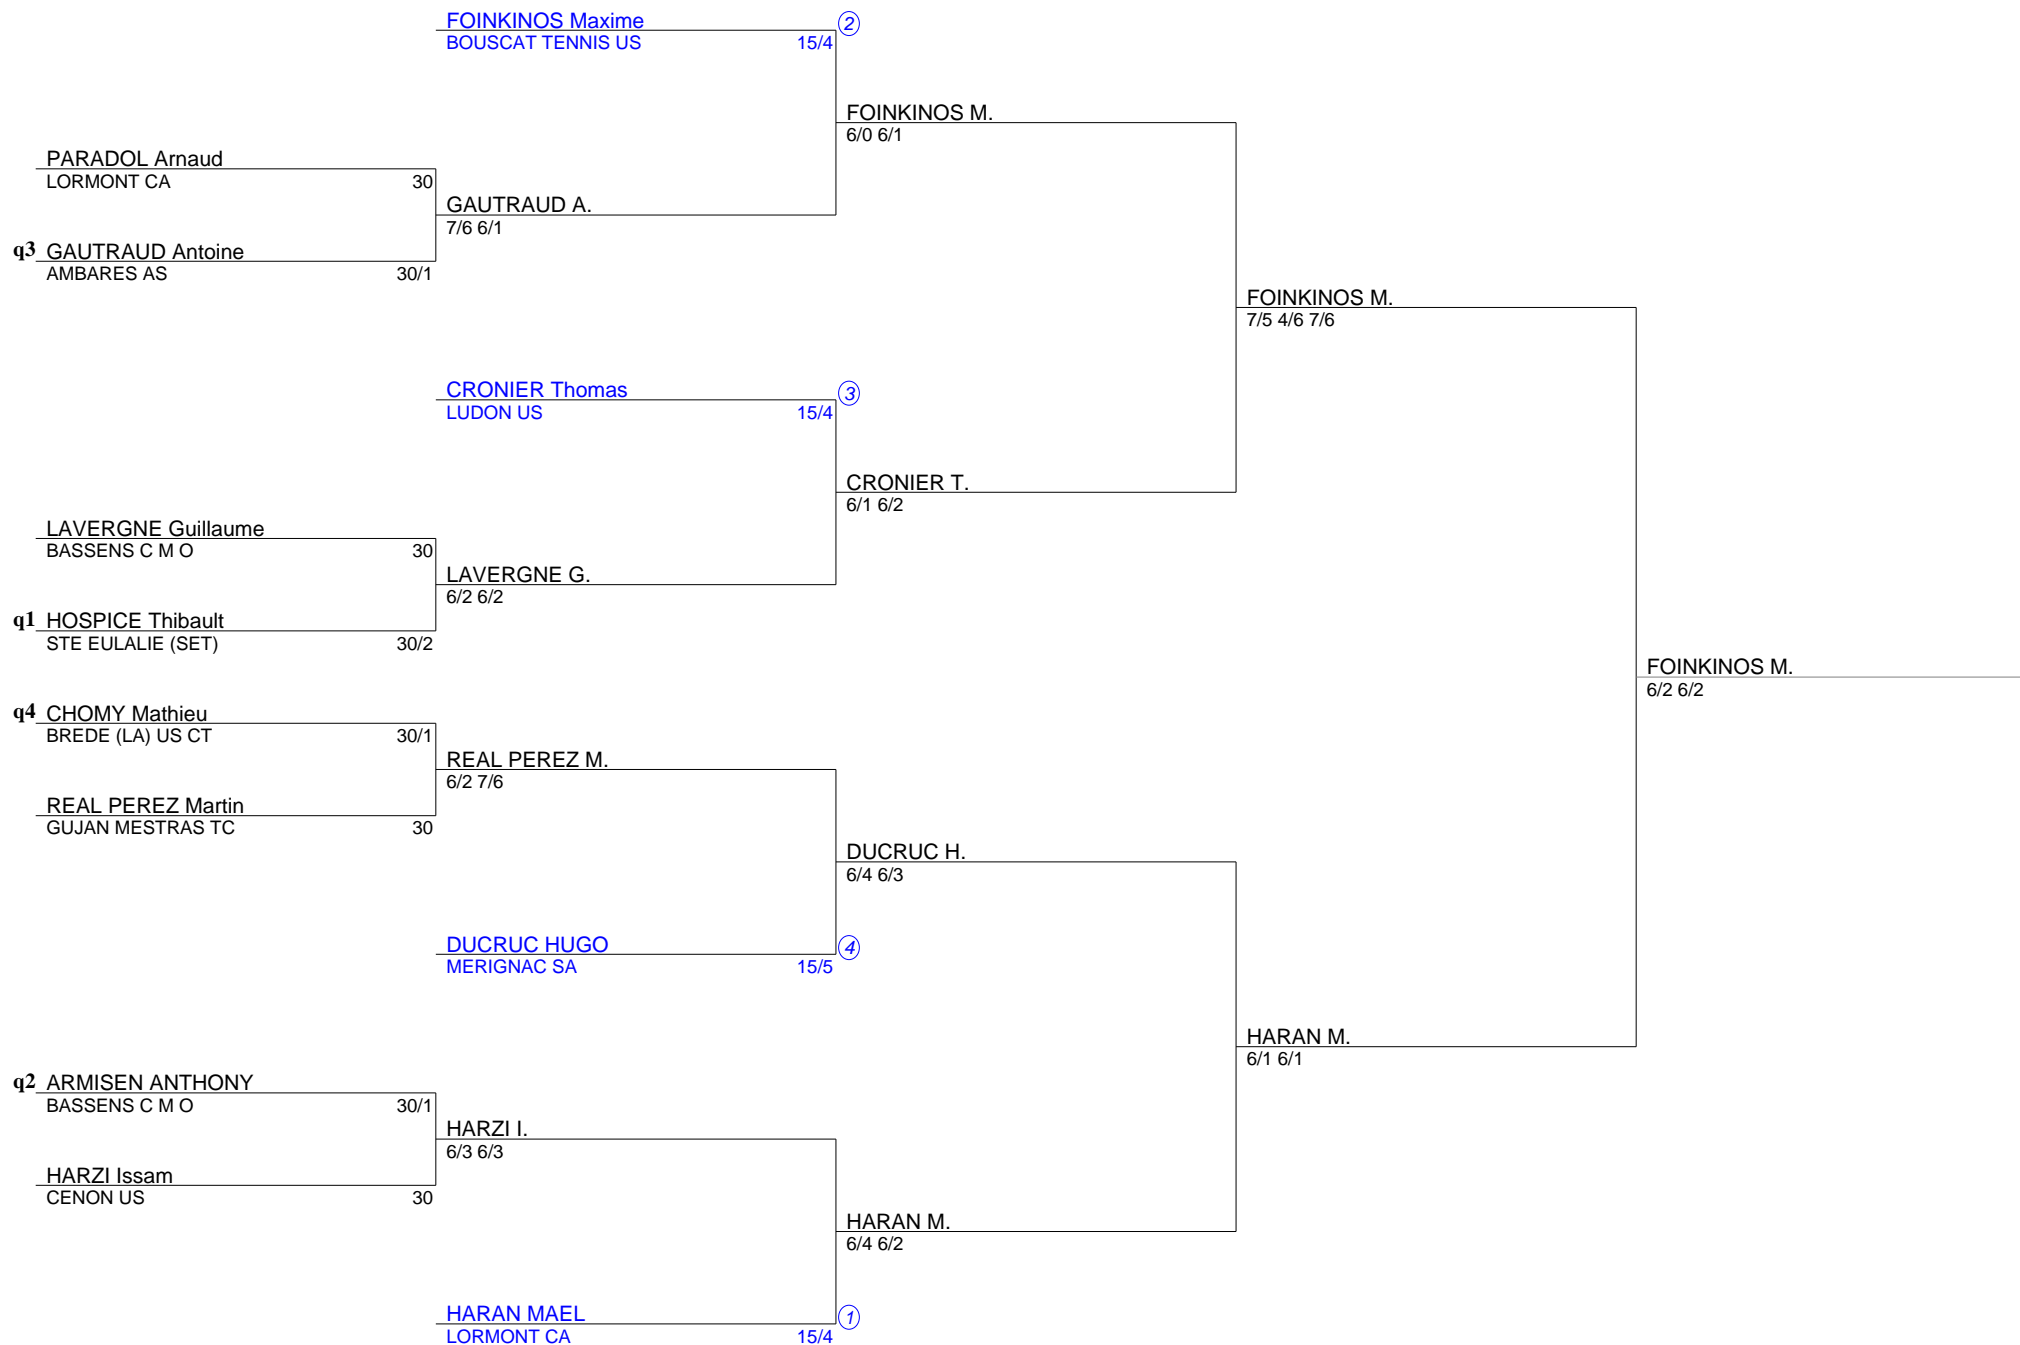 FOINKINOS Maxime 2
BOUSCAT TENNIS US 15/4
FOINKINOS M.
6/0 6/1
PARADOL Arnaud
LORMONT CA 30
GAUTRAUD A.
7/6 6/1
q3 GAUTRAUD Antoine
AMBARES AS 30/1
FOINKINOS M.
7/5 4/6 7/6
CRONIER Thomas 3
LUDON US 15/4
CRONIER T.
6/1 6/2
LAVERGNE Guillaume
BASSENS C M O 30
LAVERGNE G.
6/2 6/2
q1 HOSPICE Thibault
STE EULALIE (SET) 30/2
FOINKINOS M.
6/2 6/2
q4 CHOMY Mathieu
BREDE (LA) US CT 30/1
REAL PEREZ M.
6/2 7/6
REAL PEREZ Martin
GUJAN MESTRAS TC 30
DUCRUC H.
6/4 6/3
DUCRUC HUGO 4
MERIGNAC SA 15/5
HARAN M.
6/1 6/1
q2 ARMISEN ANTHONY
BASSENS C M O 30/1
HARZI I.
6/3 6/3
HARZI Issam
CENON US 30
HARAN M.
6/4 6/2
HARAN MAEL 1
LORMONT CA 15/4